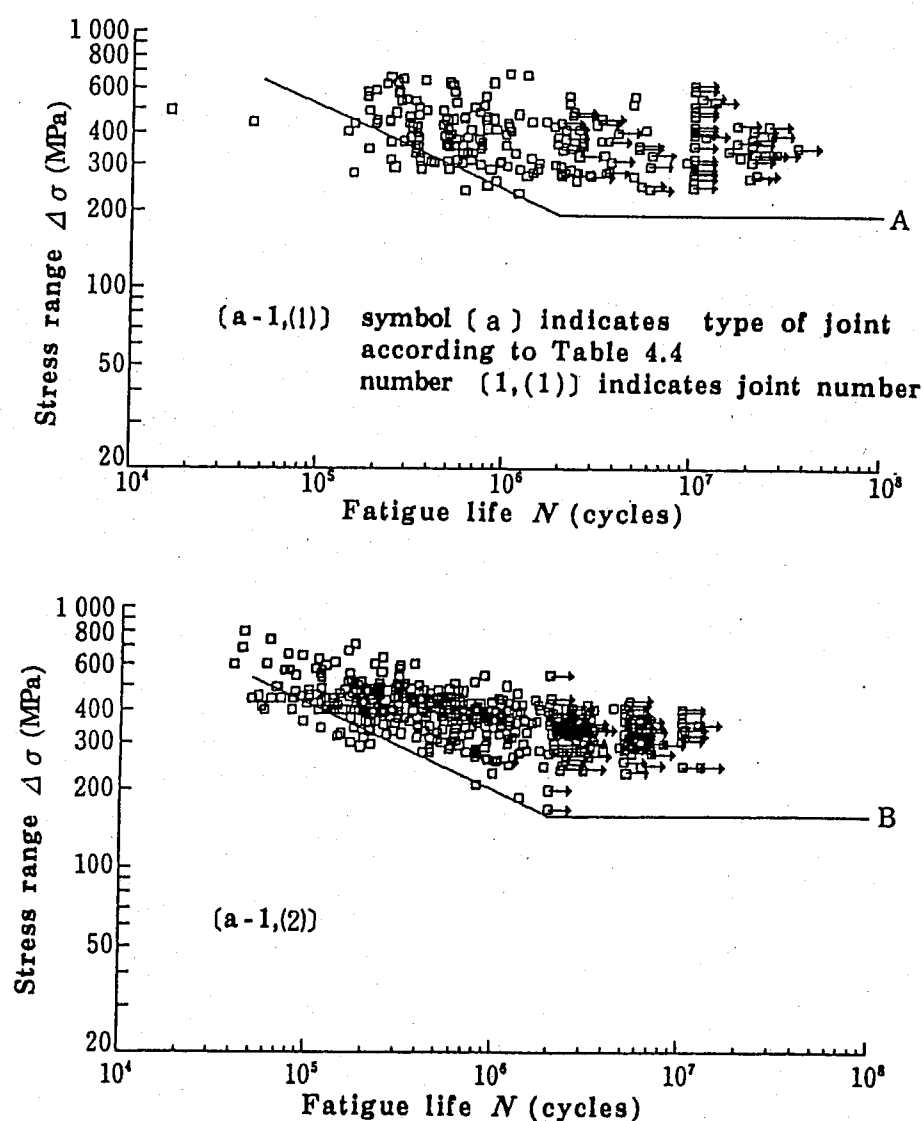 1 000
800
600
400
300
200
100
50
20
Stress range Δσ (MPa)
A
(a-1,(1)) symbol (a) indicates type of joint
according to Table 4.4
number (1,(1)) indicates joint number
10⁴ 10⁵ 10⁶ 10⁷ 10⁸
Fatigue life N (cycles)
1 000
800
600
400
300
200
100
50
20
Stress range Δσ (MPa)
B
(a-1,(2))
10⁴ 10⁵ 10⁶ 10⁷ 10⁸
Fatigue life N (cycles)